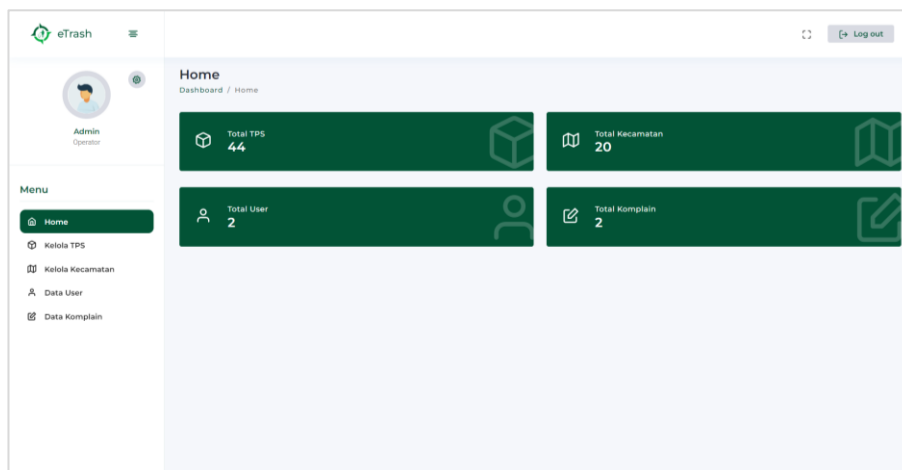 eTrash
Log out
Admin
Operator
Menu
Home
Kelola TPS
Kelola Kecamatan
Data User
Data Komplain
Home
Dashboard / Home
Total TPS
44
Total Kecamatan
20
Total User
2
Total Komplain
2